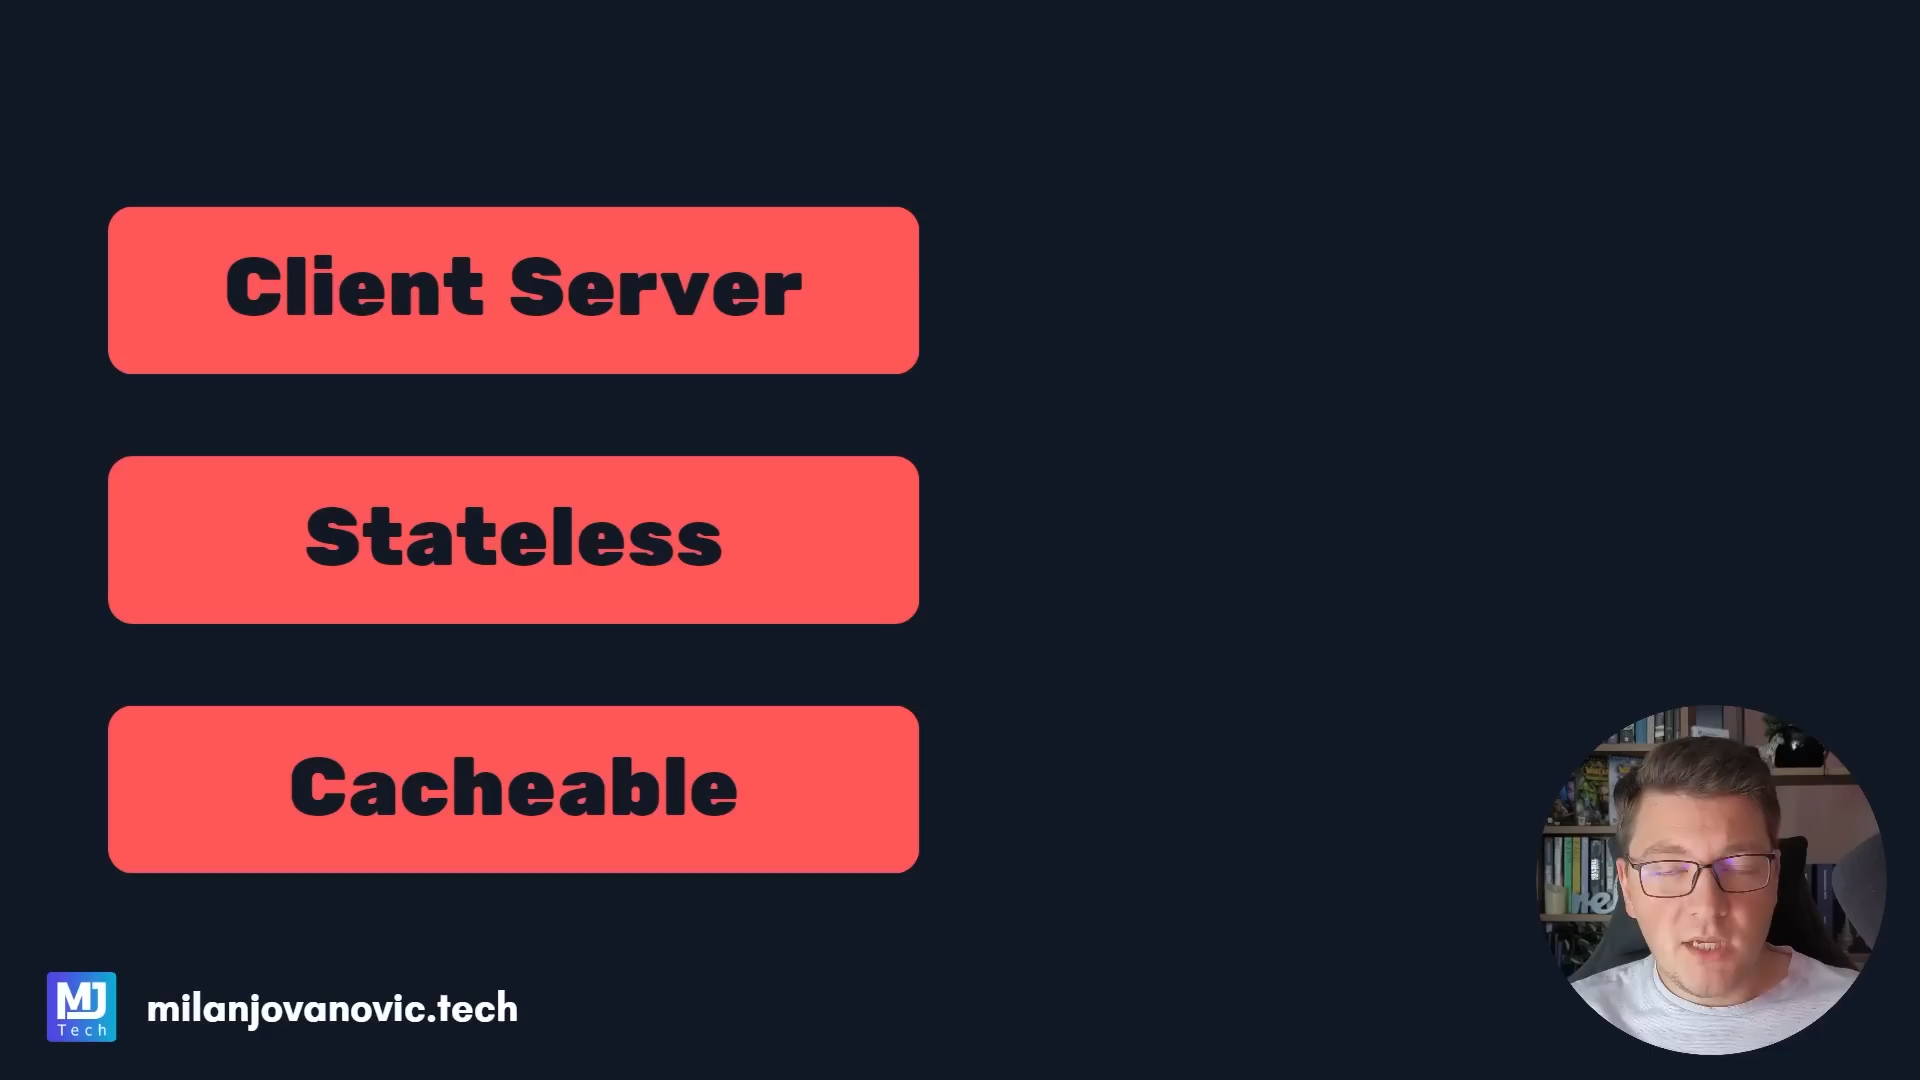 Client Server
Stateless
Cacheable
MJ
Tech
milanjovanovic.tech